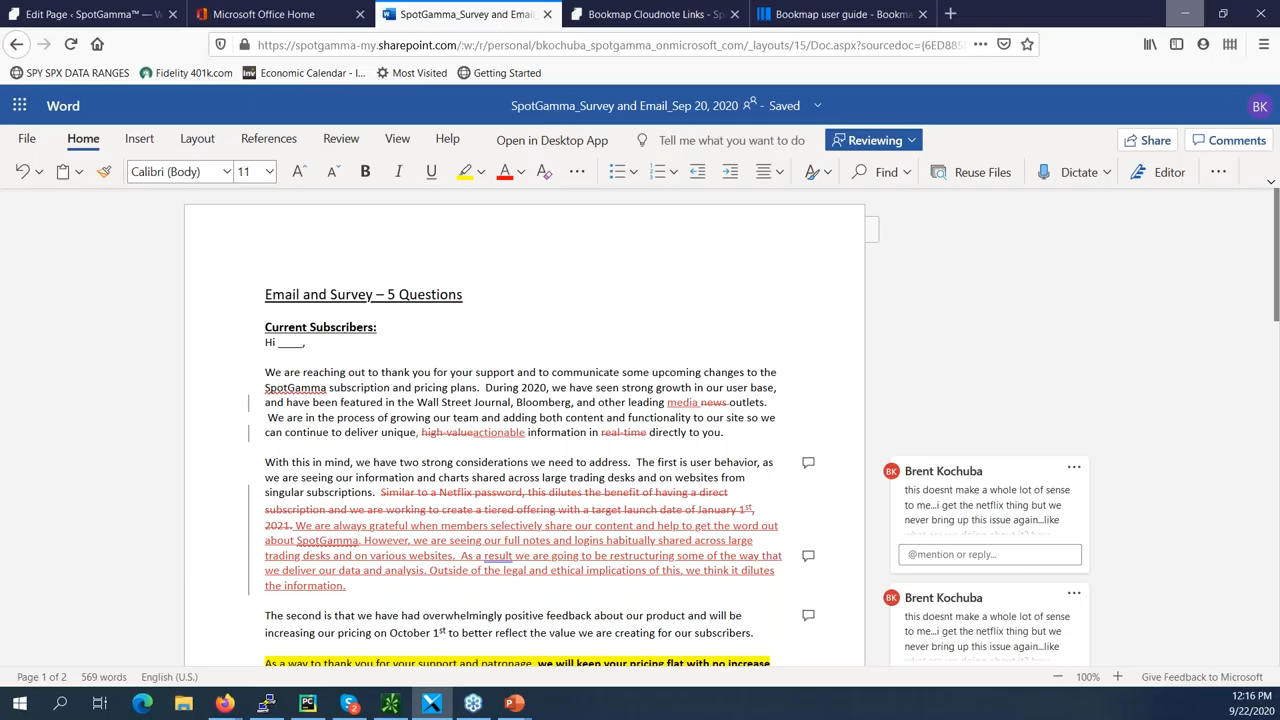 Edit Page ‹ SpotGamma™ — W
Microsoft Office Home
SpotGamma_Survey and Email_
Bookmap Cloudnote Links - Sp
Bookmap user guide - Bookma
https://spotgamma-my.sharepoint.com/:w:/r/personal/bkochuba_spotgamma_onmicrosoft_com/_layouts/15/Doc.aspx?sourcedoc={6ED885
SPY SPX DATA RANGES
Fidelity 401k.com
Economic Calendar - I...
Most Visited
Getting Started
Word
SpotGamma_Survey and Email_Sep 20, 2020 - Saved
BK
File
Home
Insert
Layout
References
Review
View
Help
Open in Desktop App
Tell me what you want to do
Reviewing
Share
Comments
Calibri (Body)
11
Find
Reuse Files
Dictate
Editor
Email and Survey – 5 Questions
Current Subscribers:
Hi ____,
We are reaching out to thank you for your support and to communicate some upcoming changes to the
SpotGamma subscription and pricing plans. During 2020, we have seen strong growth in our user base,
and have been featured in the Wall Street Journal, Bloomberg, and other leading media news outlets.
We are in the process of growing our team and adding both content and functionality to our site so we
can continue to deliver unique, high-valueactionable information in real-time directly to you.
With this in mind, we have two strong considerations we need to address. The first is user behavior, as
we are seeing our information and charts shared across large trading desks and on websites from
singular subscriptions. Similar to a Netflix password, this dilutes the benefit of having a direct
subscription and we are working to create a tiered offering with a target launch date of January 1st,
2021. We are always grateful when members selectively share our content and help to get the word out
about SpotGamma. However, we are seeing our full notes and logins habitually shared across large
trading desks and on various websites. As a result we are going to be restructuring some of the way that
we deliver our data and analysis. Outside of the legal and ethical implications of this, we think it dilutes
the information.
The second is that we have had overwhelmingly positive feedback about our product and will be
increasing our pricing on October 1st to better reflect the value we are creating for our subscribers.
As a way to thank you for your support and patronage, we will keep your pricing flat with no increase
BK Brent Kochuba
this doesnt make a whole lot of sense
to me...i get the netflix thing but we
never bring up this issue again...like
@mention or reply...
BK Brent Kochuba
this doesnt make a whole lot of sense
to me...i get the netflix thing but we
never bring up this issue again...like
Page 1 of 2
569 words
English (U.S.)
100%
Give Feedback to Microsoft
12:16 PM
9/22/2020